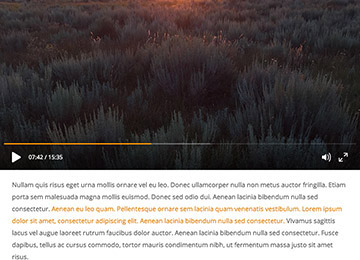 07:42 / 15:35
Nullam quis risus eget urna mollis ornare vel eu leo. Donec ullamcorper nulla non metus auctor fringilla. Etiam
porta sem malesuada magna mollis euismod. Donec sed odio dui. Aenean lacinia bibendum nulla sed
consectetur. Aenean eu leo quam. Pellentesque ornare sem lacinia quam venenatis vestibulum. Lorem ipsum
dolor sit amet, consectetur adipiscing elit. Aenean lacinia bibendum nulla sed consectetur. Vivamus sagittis
lacus vel augue laoreet rutrum faucibus dolor auctor. Aenean lacinia bibendum nulla sed consectetur. Fusce
dapibus, tellus ac cursus commodo, tortor mauris condimentum nibh, ut fermentum massa justo sit amet
risus.